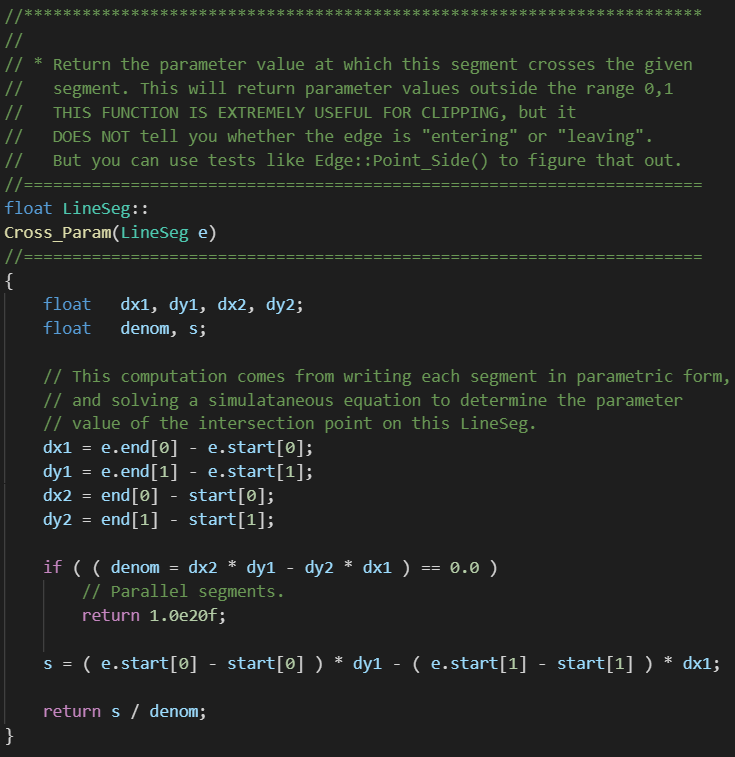 //**********************************************************************
//
// * Return the parameter value at which this segment crosses the given
//   segment. This will return parameter values outside the range 0,1
//   THIS FUNCTION IS EXTREMELY USEFUL FOR CLIPPING, but it
//   DOES NOT tell you whether the edge is "entering" or "leaving".
//   But you can use tests like Edge::Point_Side() to figure that out.
//======================================================================
float LineSeg::
Cross_Param(LineSeg e)
//======================================================================
{
    float   dx1, dy1, dx2, dy2;
    float   denom, s;

    // This computation comes from writing each segment in parametric form,
    // and solving a simulataneous equation to determine the parameter
    // value of the intersection point on this LineSeg.
    dx1 = e.end[0] - e.start[0];
    dy1 = e.end[1] - e.start[1];
    dx2 = end[0] - start[0];
    dy2 = end[1] - start[1];

    if ( ( denom = dx2 * dy1 - dy2 * dx1 ) == 0.0 )
        // Parallel segments.
        return 1.0e20f;

    s = ( e.start[0] - start[0] ) * dy1 - ( e.start[1] - start[1] ) * dx1;

    return s / denom;
}